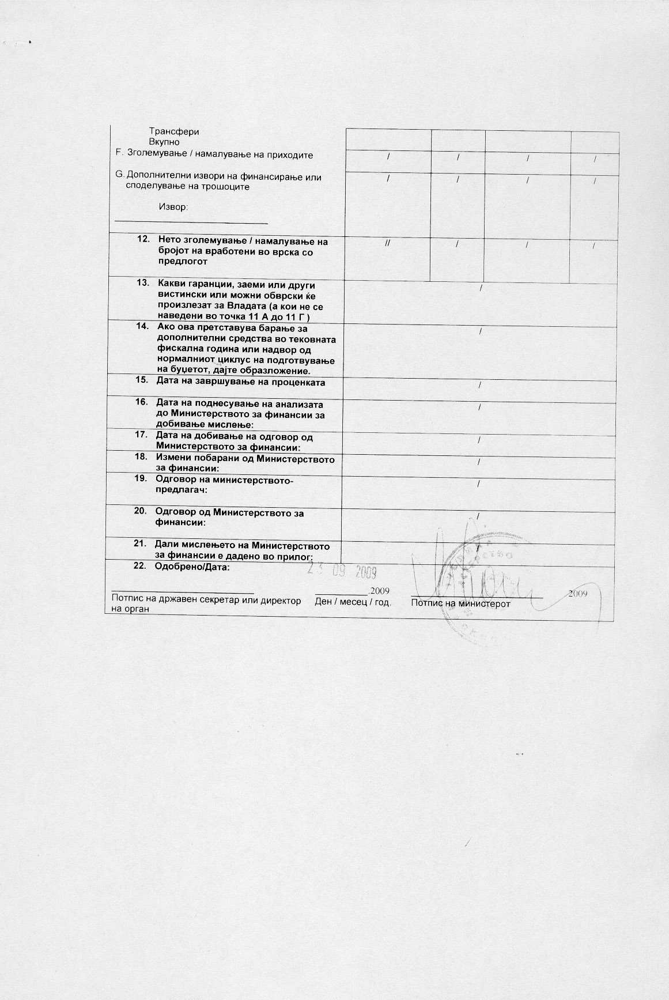 Трансфери
Вкупно
F. Зголемување / намалување на приходите / / / /
G. Дополнителни извори на финансирање или / / / /
споделување на трошоците
Извор:
12. Нето зголемување / намалување на // / / /
бројот на вработени во врска со
предлогот
13. Какви гаранции, заеми или други /
вистински или можни обврски ќе
произлезат за Владата (а кои не се
наведени во точка 11 А до 11 Г )
14. Ако ова претставува барање за /
дополнителни средства во тековната
фискална година или надвор од
нормалниот циклус на подготвување
на буџетот, дајте образложение.
15. Дата на завршување на проценката /
16. Дата на поднесување на анализата /
до Министерството за финансии за
добивање мислење:
17. Дата на добивање на одговор од /
Министерството за финансии:
18. Измени побарани од Министерството /
за финансии:
19. Одговор на министерството- /
предлагач:
20. Одговор од Министерството за /
финансии:
21. Дали мислењето на Министерството /
за финансии е дадено во прилог:
22. Одобрено/Дата: 23 09 2009
.2009 2009
Потпис на државен секретар или директор Ден / месец / год. Потпис на министерот
на орган